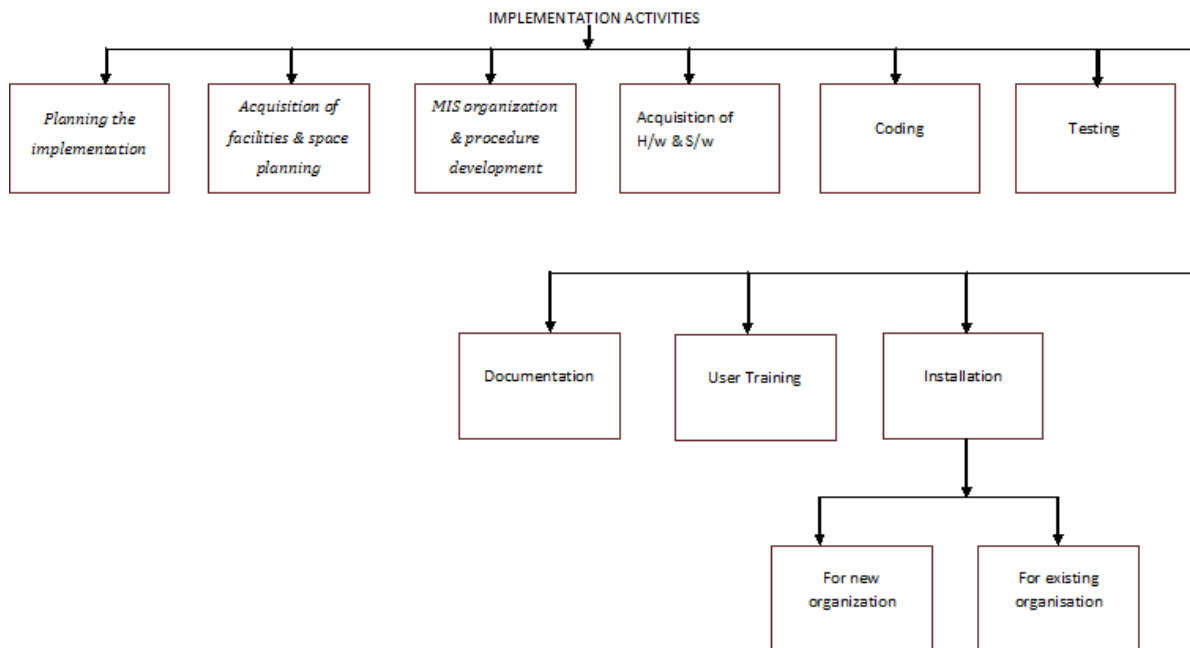 IMPLEMENTATION ACTIVITIES
Planning the
implementation
Acquisition of
facilities & space
planning
MIS organization
& procedure
development
Acquisition of
H/w & S/w
Coding
Testing
Documentation
User Training
Installation
For new
organization
For existing
organisation